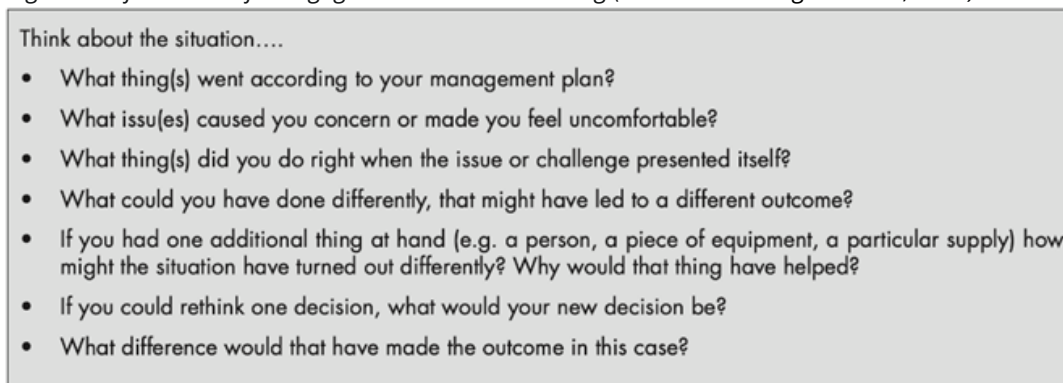 Think about the situation....
• What thing(s) went according to your management plan?
• What issu(es) caused you concern or made you feel uncomfortable?
• What thing(s) did you do right when the issue or challenge presented itself?
• What could you have done differently, that might have led to a different outcome?
• If you had one additional thing at hand (e.g. a person, a piece of equipment, a particular supply) how
might the situation have turned out differently? Why would that thing have helped?
• If you could rethink one decision, what would your new decision be?
• What difference would that have made the outcome in this case?